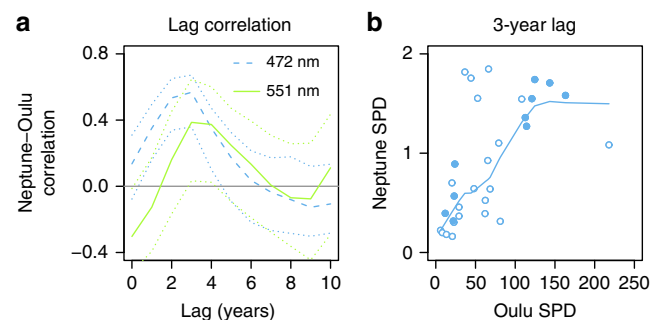 a
Lag correlation
472 nm
551 nm
0.8
0.4
0.0
−0.4
Neptune–Oulu
correlation
0 2 4 6 8 10
Lag (years)
b
3-year lag
2
1
0
Neptune SPD
0 50 100 150 200 250
Oulu SPD